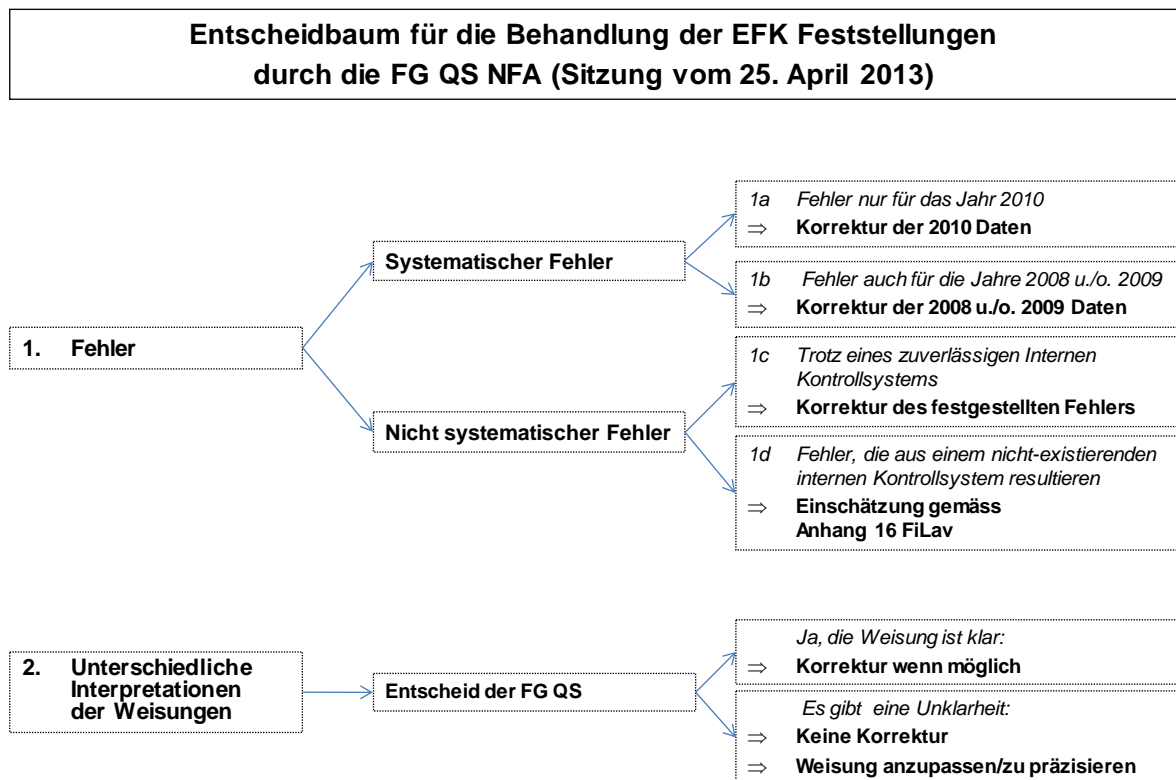 Entscheidbaum für die Behandlung der EFK Feststellungen
durch die FG QS NFA (Sitzung vom 25. April 2013)
1a Fehler nur für das Jahr 2010
⇒ Korrektur der 2010 Daten
Systematischer Fehler
1b Fehler auch für die Jahre 2008 u./o. 2009
⇒ Korrektur der 2008 u./o. 2009 Daten
1. Fehler
1c Trotz eines zuverlässigen Internen
Kontrollsystems
⇒ Korrektur des festgestellten Fehlers
Nicht systematischer Fehler
1d Fehler, die aus einem nicht-existierenden
internen Kontrollsystem resultieren
⇒ Einschätzung gemäss
Anhang 16 FiLav
2. Unterschiedliche
Interpretationen
der Weisungen
Entscheid der FG QS
Ja, die Weisung ist klar:
⇒ Korrektur wenn möglich
Es gibt eine Unklarheit:
⇒ Keine Korrektur
⇒ Weisung anzupassen/zu präzisieren